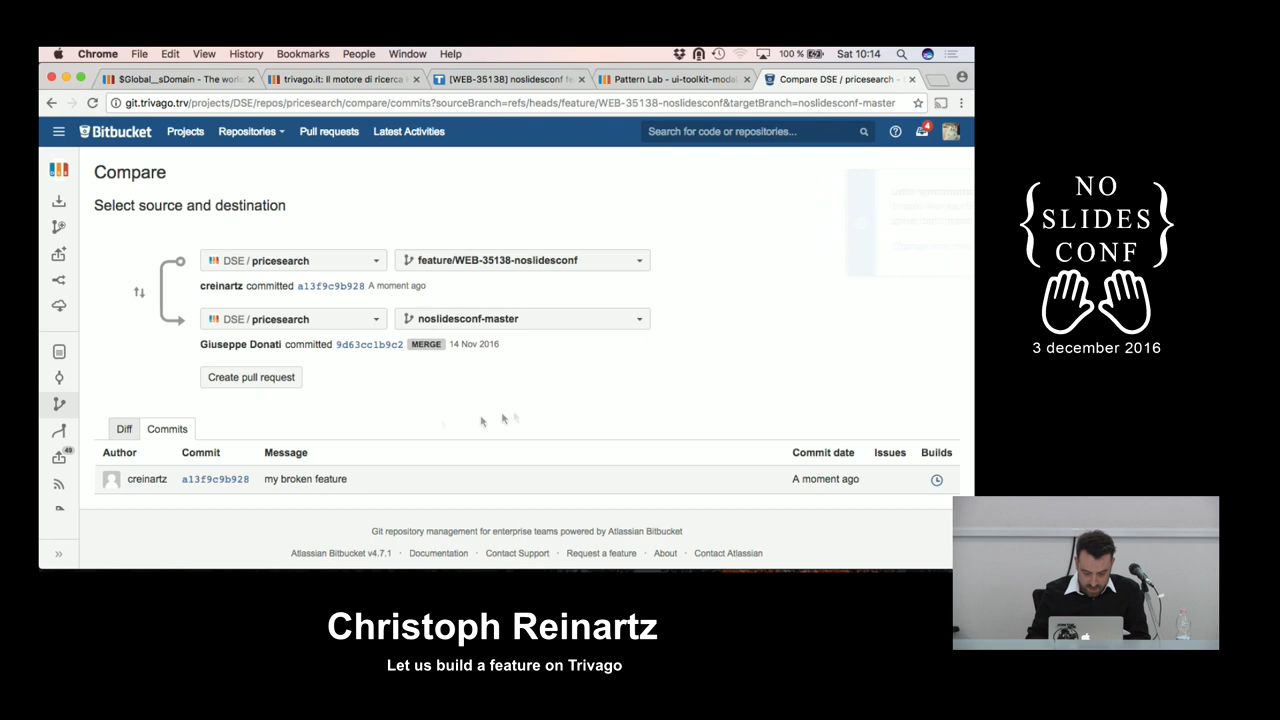 Chrome File Edit View History Bookmarks People Window Help 100 % Sat 10:14
$Global__sDomain - The worl
trivago.it: Il motore di ricerca
[WEB-35138] noslidesconf fe
Pattern Lab - ui-toolkit-modal
Compare DSE / pricesearch -
git.trivago.trv/projects/DSE/repos/pricesearch/compare/commits?sourceBranch=refs/heads/feature/WEB-35138-noslidesconf&targetBranch=noslidesconf-master
Bitbucket Projects Repositories Pull requests Latest Activities Search for code or repositories... 4
Compare
Select source and destination
DSE / pricesearch feature/WEB-35138-noslidesconf
creinartz committed a13f9c9b928 A moment ago
DSE / pricesearch noslidesconf-master
Giuseppe Donati committed 9d63cc1b9c2 MERGE 14 Nov 2016
Create pull request
Diff Commits
Author Commit Message Commit date Issues Builds
creinartz a13f9c9b928 my broken feature A moment ago
49
Git repository management for enterprise teams powered by Atlassian Bitbucket
Atlassian Bitbucket v4.7.1 · Documentation · Contact Support · Request a feature · About · Contact Atlassian
NO
SLIDES
CONF
3 december 2016
Christoph Reinartz
Let us build a feature on Trivago